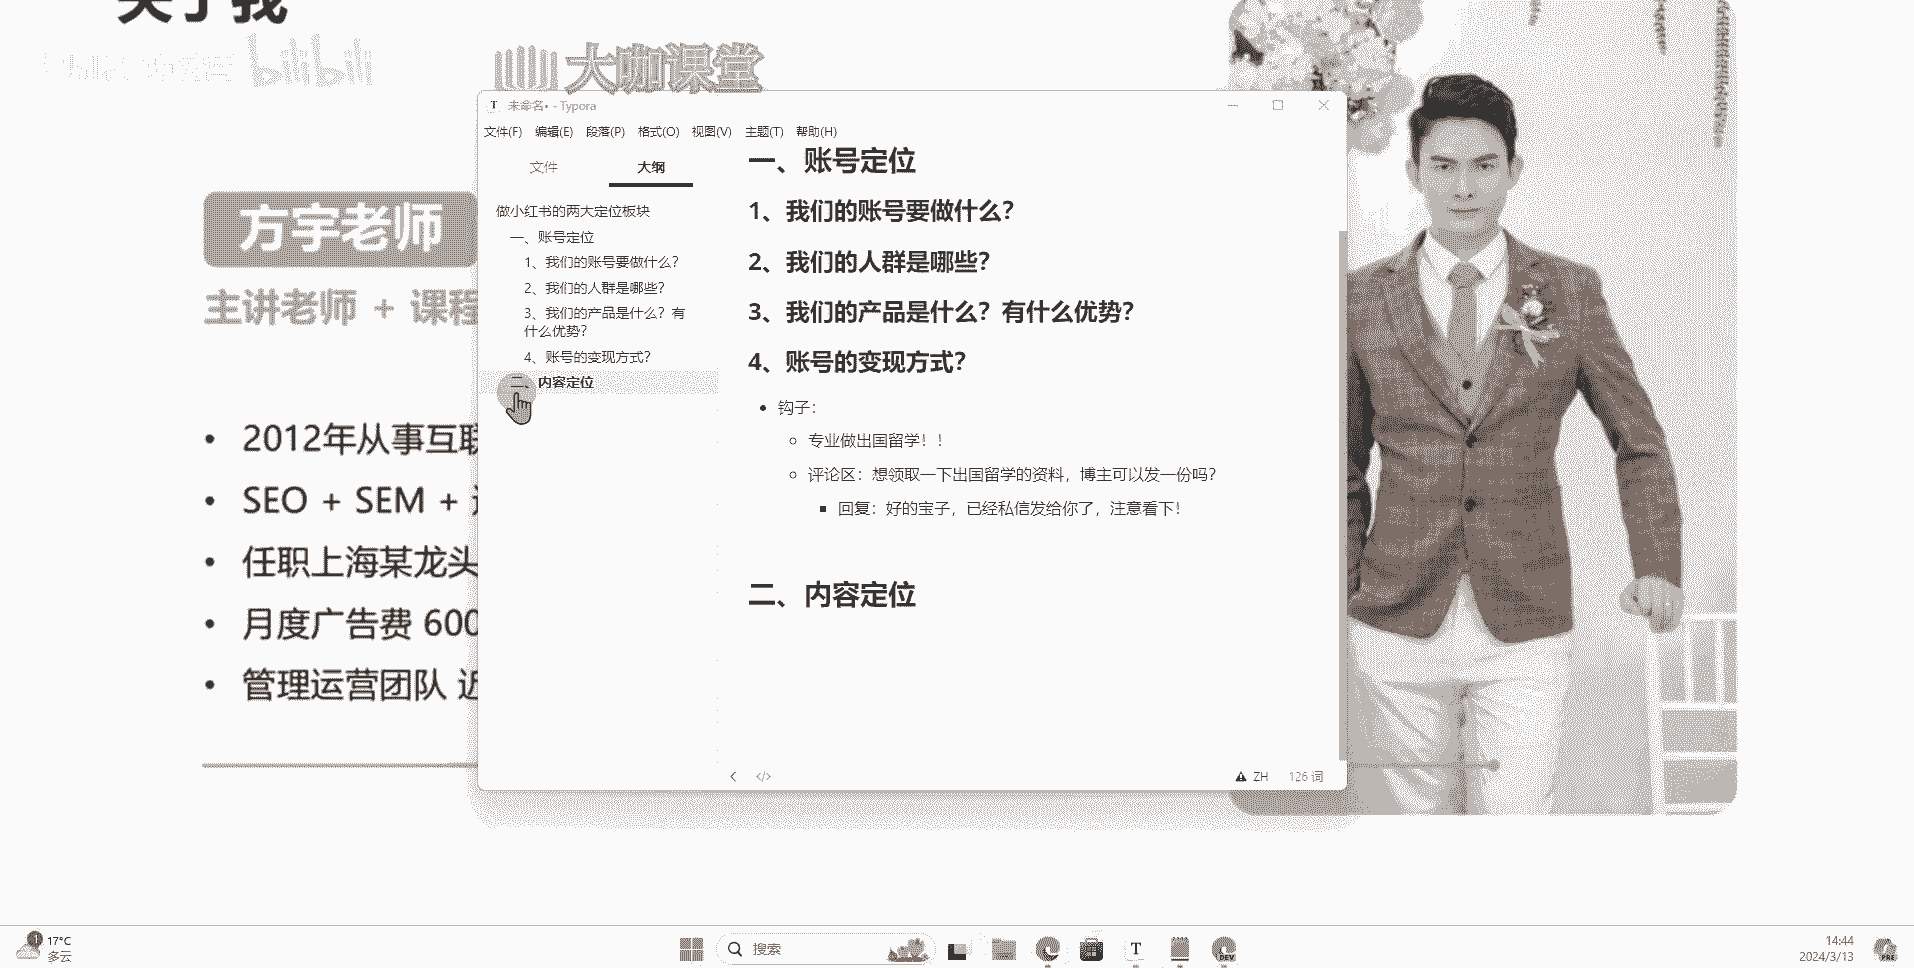 关于我
bilibili
大咖课堂
方宇老师
主讲老师 + 课程
2012年从事互联
SEO + SEM +
任职上海某龙头
月度广告费 600
管理运营团队 近
未命名• - Typora
文件(F) 编辑(E) 段落(P) 格式(O) 视图(V) 主题(T) 帮助(H)
文件 大纲
做小红书的两大定位板块
一、账号定位
1、我们的账号要做什么？
2、我们的人群是哪些？
3、我们的产品是什么？有
什么优势？
4、账号的变现方式？
二、内容定位
一、账号定位
1、我们的账号要做什么？
2、我们的人群是哪些？
3、我们的产品是什么？有什么优势？
4、账号的变现方式？
钩子：
专业做出国留学！！
评论区：想领取一下出国留学的资料，博主可以发一份吗？
回复：好的宝子，已经私信发给你了，注意看下！
二、内容定位
</> ZH 126 词
1
17°C
多云
搜索
T
DEV
14:44
2024/3/13
PRE